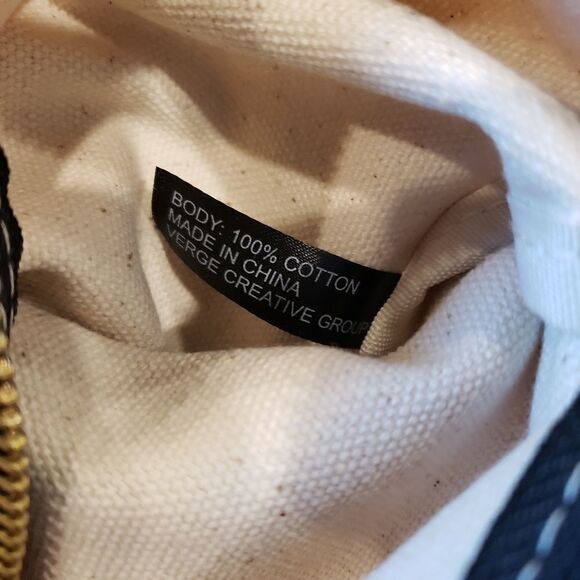 BODY: 100% COTTON
MADE IN CHINA
VERGE CREATIVE GROUP